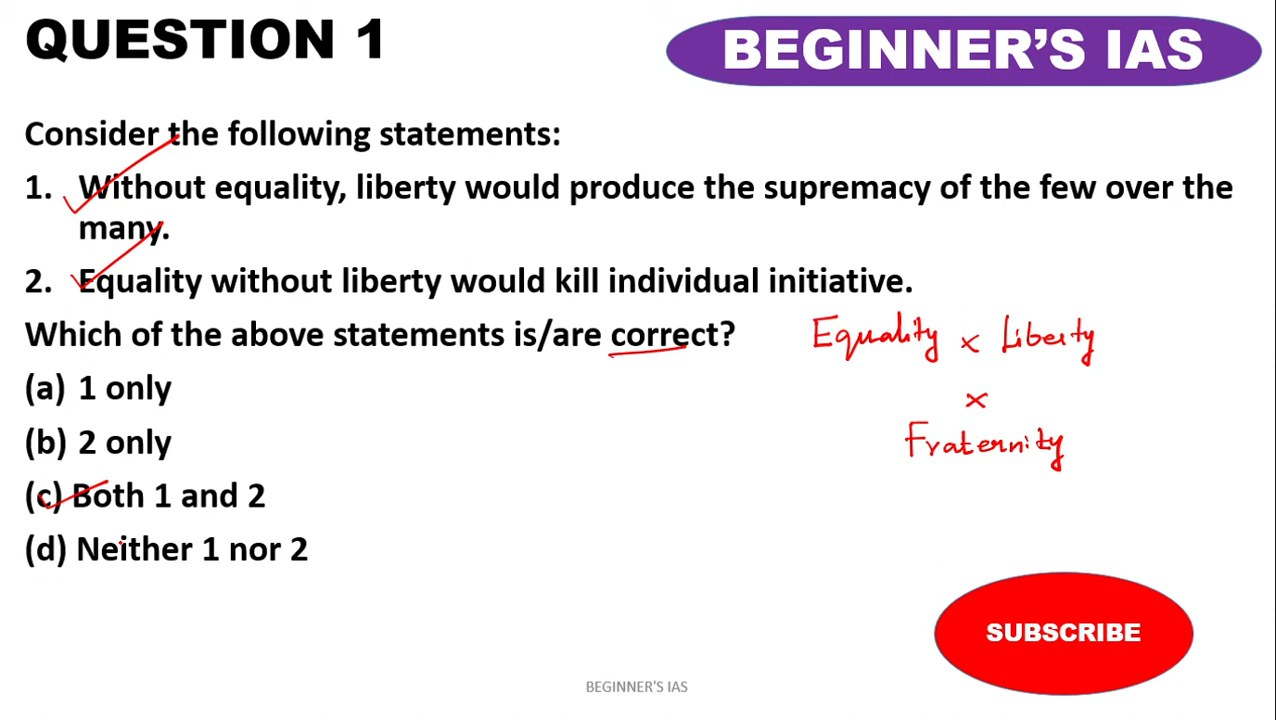 QUESTION 1
BEGINNER'S IAS
Consider the following statements:
1. Without equality, liberty would produce the supremacy of the few over the
many.
2. Equality without liberty would kill individual initiative.
Which of the above statements is/are correct?
Equality × Liberty
×
Fraternity
(a) 1 only
(b) 2 only
(c) Both 1 and 2
(d) Neither 1 nor 2
SUBSCRIBE
BEGINNER'S IAS